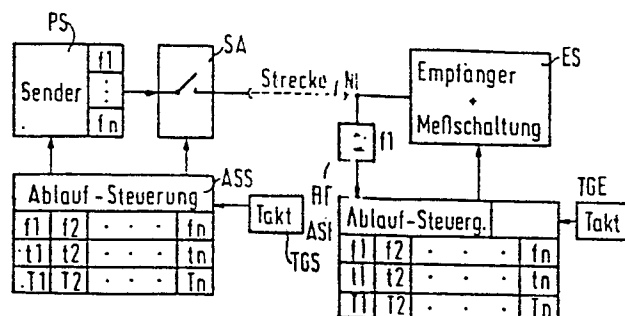 PS
SA
ES
Sender
f1
fn
Strecke
Empfänger
+
Meßschaltung
f1
ASS
Ablauf-Steuerung
f1 f2 · · · fn
t1 t2 · · · tn
T1 T2 · · · Tn
Takt
TGS
TGE
Takt
Ablauf-Steuerg.
f1 f2 · · · fn
t1 t2 · · · tn
T1 T2 · · · Tn